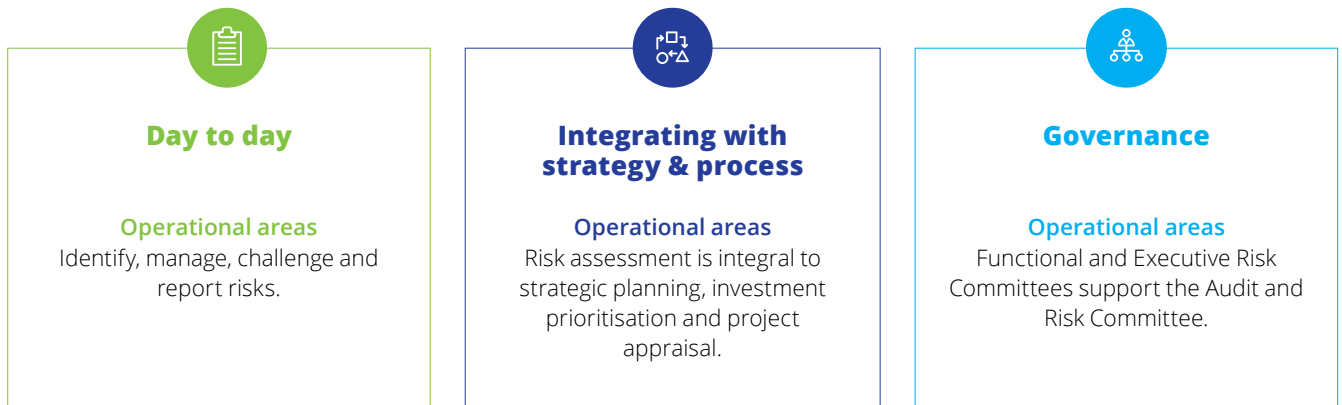 Day to day
Operational areas
Identify, manage, challenge and
report risks.
Integrating with
strategy & process
Operational areas
Risk assessment is integral to
strategic planning, investment
prioritisation and project
appraisal.
Governance
Operational areas
Functional and Executive Risk
Committees support the Audit and
Risk Committee.